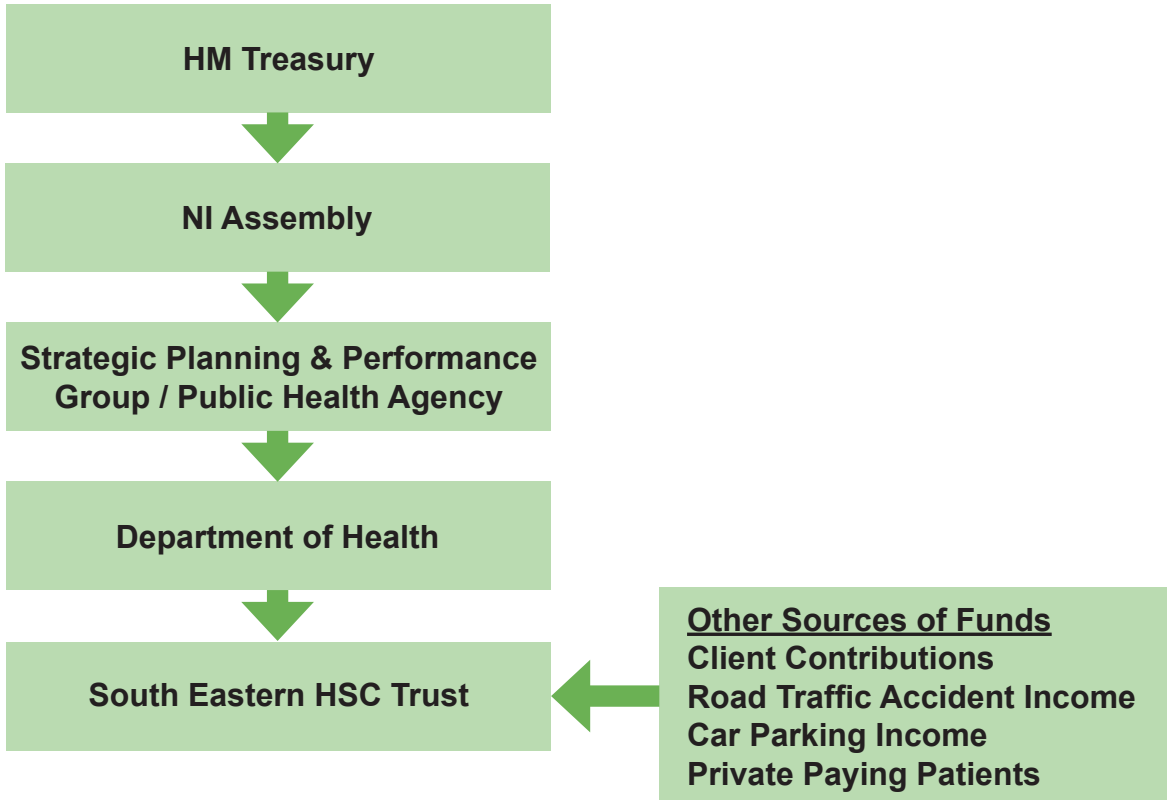 HM Treasury
NI Assembly
Strategic Planning & Performance
Group / Public Health Agency
Department of Health
South Eastern HSC Trust
Other Sources of Funds
Client Contributions
Road Traffic Accident Income
Car Parking Income
Private Paying Patients